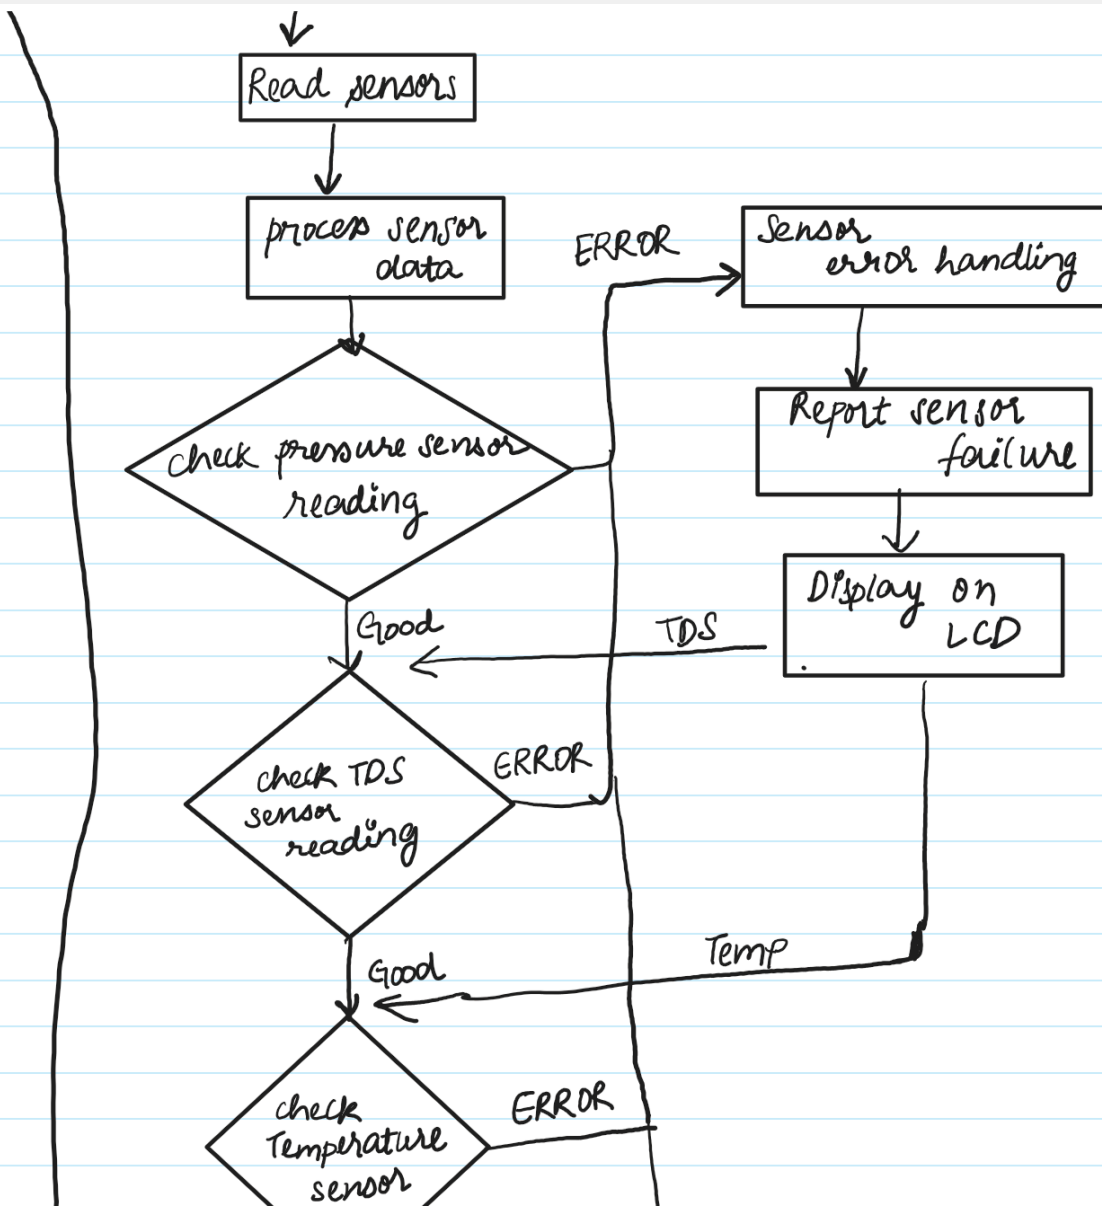 Read sensors
process sensor
data
ERROR
Sensor
error handling
check pressure sensor
reading
Report sensor
failure
Good
TDS
Display on
LCD
check TDS
sensor
reading
ERROR
Good
Temp
check
Temperature
sensor
ERROR